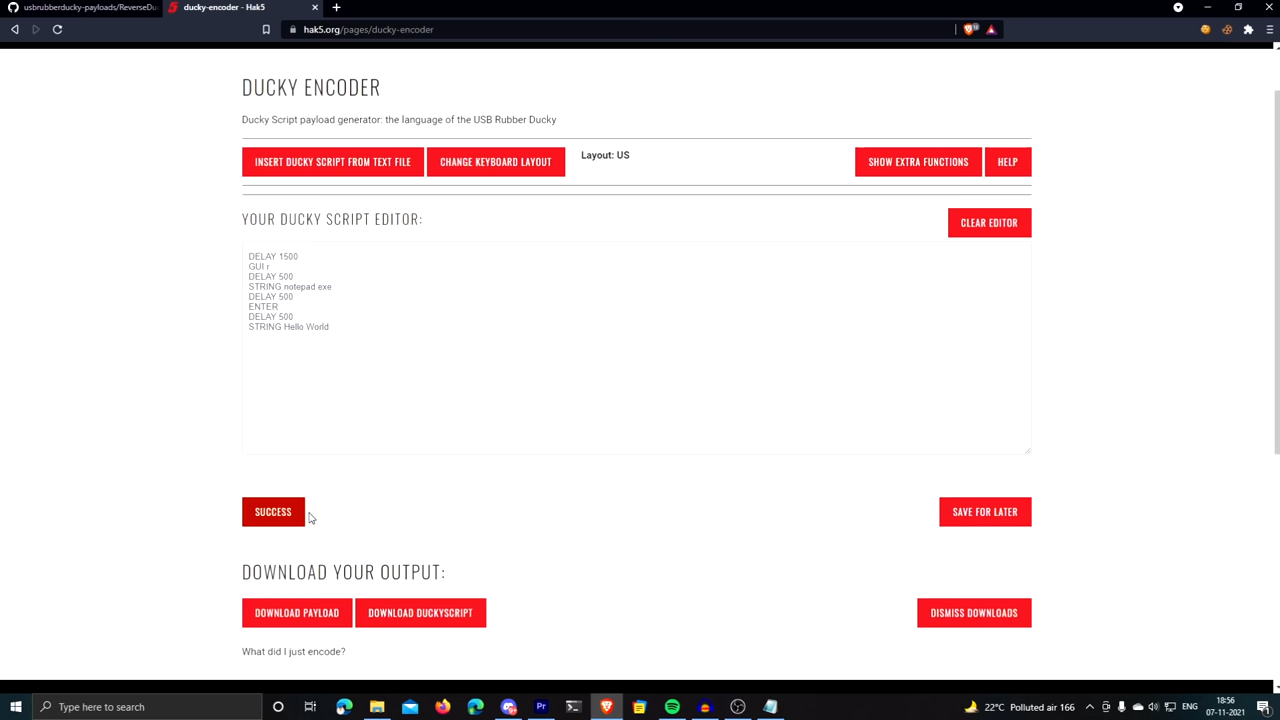 usbrubberducky-payloads/ReverseDu
ducky-encoder - Hak5
hak5.org/pages/ducky-encoder
DUCKY ENCODER
Ducky Script payload generator: the language of the USB Rubber Ducky
INSERT DUCKY SCRIPT FROM TEXT FILE
CHANGE KEYBOARD LAYOUT
Layout: US
SHOW EXTRA FUNCTIONS
HELP
YOUR DUCKY SCRIPT EDITOR:
CLEAR EDITOR
DELAY 1500
GUI r
DELAY 500
STRING notepad exe
DELAY 500
ENTER
DELAY 500
STRING Hello World
SUCCESS
SAVE FOR LATER
DOWNLOAD YOUR OUTPUT:
DOWNLOAD PAYLOAD
DOWNLOAD DUCKYSCRIPT
DISMISS DOWNLOADS
What did I just encode?
Type here to search
22°C Polluted air 166
ENG
18:56
07-11-2021